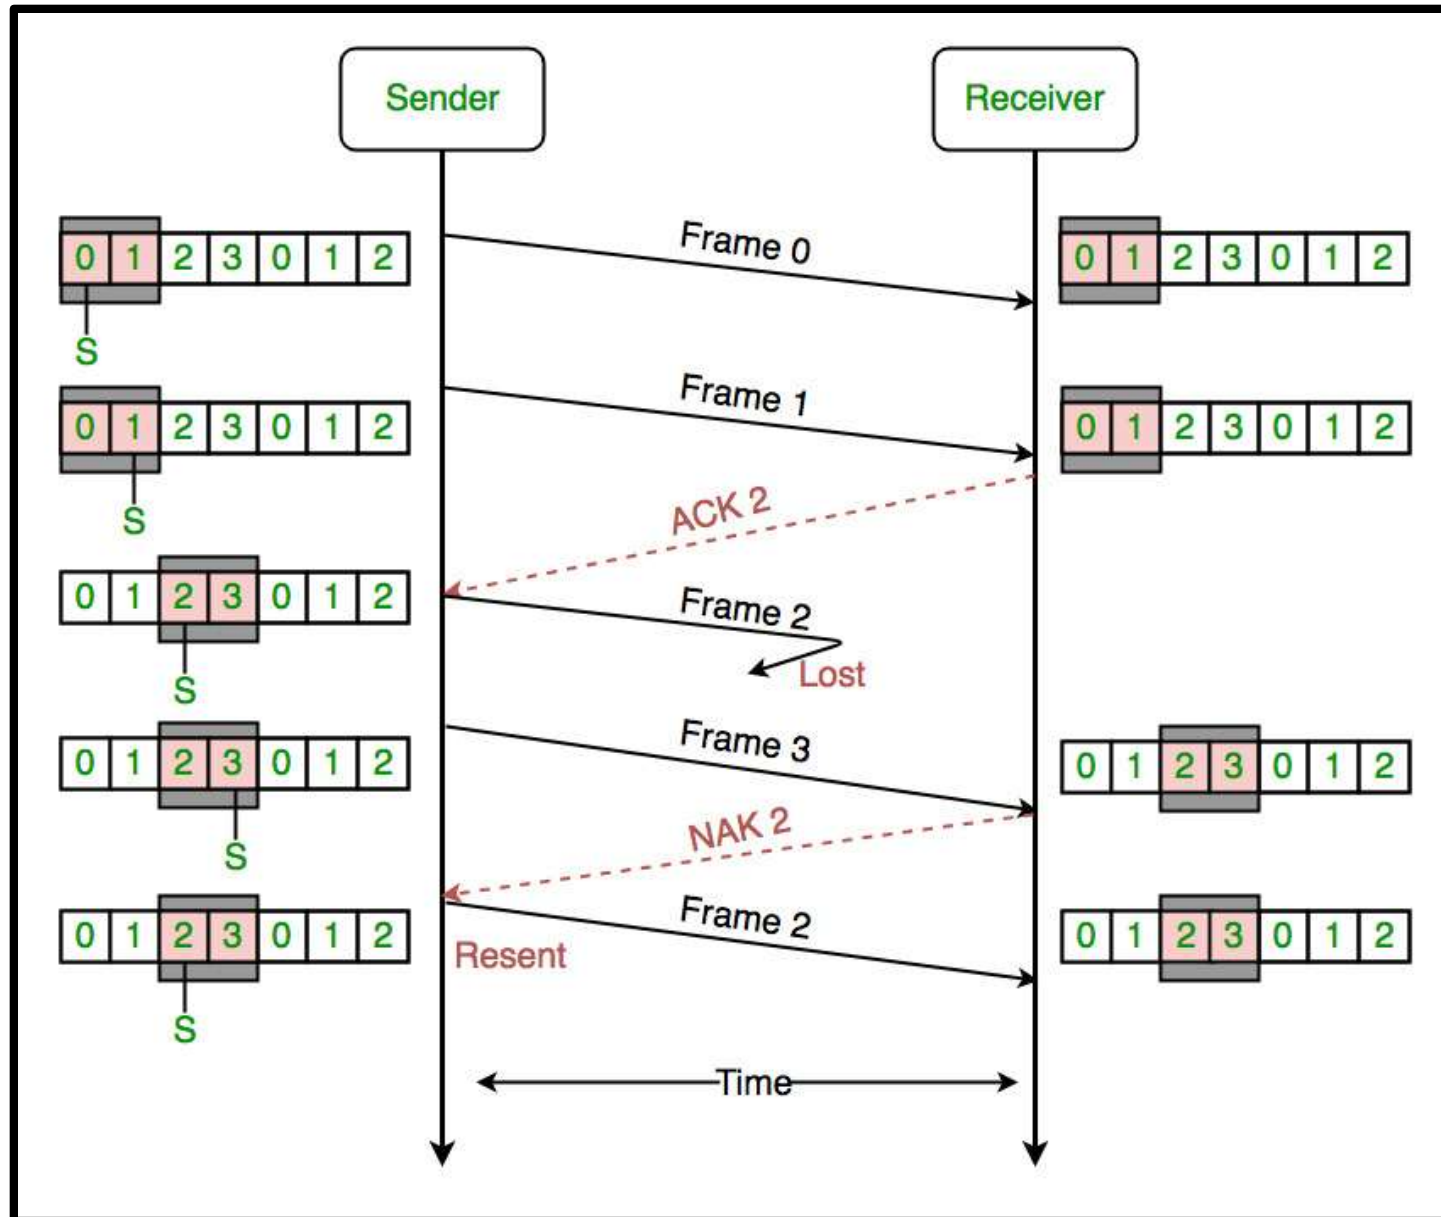 Sender
Receiver
Frame 0
0 1 2 3 0 1 2
0 1 2 3 0 1 2
S
Frame 1
0 1 2 3 0 1 2
0 1 2 3 0 1 2
S
ACK 2
Frame 2
0 1 2 3 0 1 2
Lost
S
Frame 3
0 1 2 3 0 1 2
0 1 2 3 0 1 2
NAK 2
S
Frame 2
0 1 2 3 0 1 2
0 1 2 3 0 1 2
Resent
S
Time